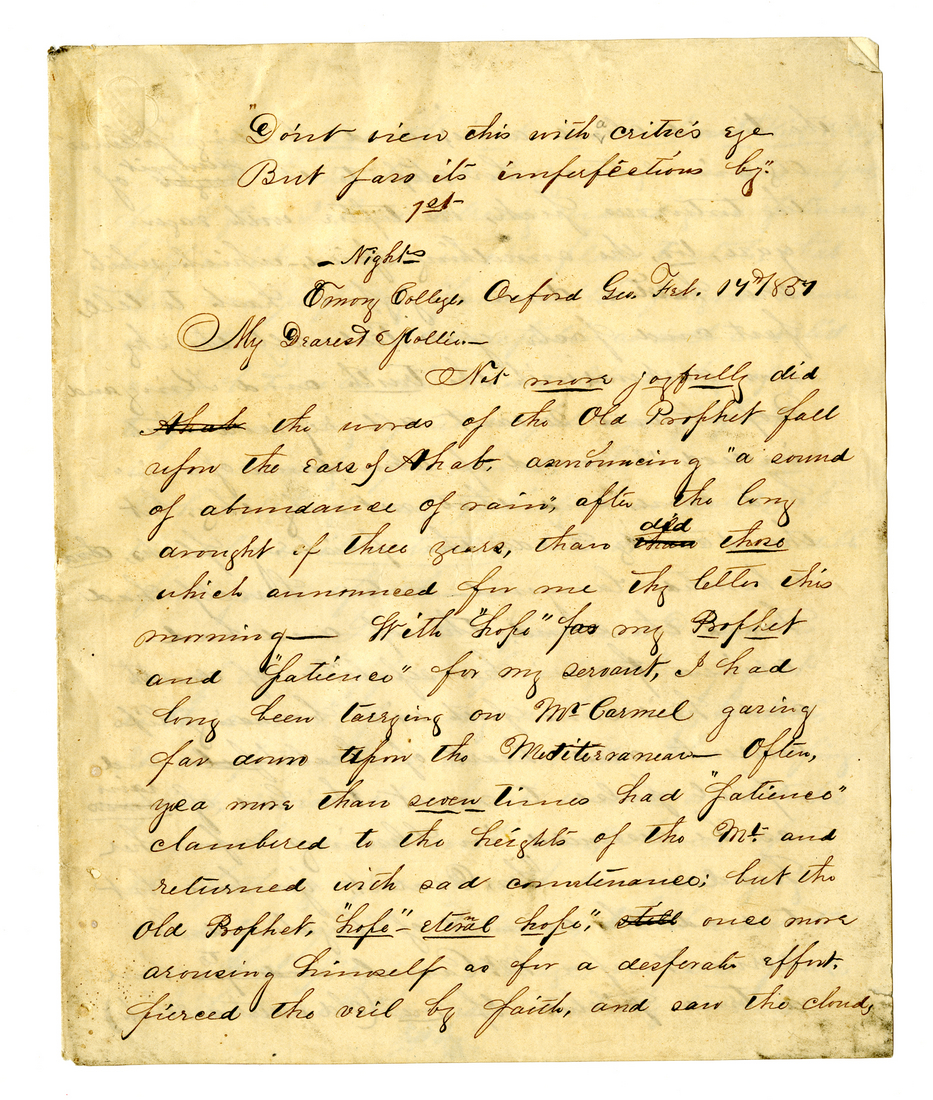 "Do'nt view this with a critic's eye
But pass its imperfections by."
1st
- Night -
Emory College, Oxford Geo. Feb. 17th/1857
My Dearest Mollie—
Not more joyfully did
Ahab the words of the Old Prophet fall
upon the ears of Ahab, announcing "a sound
of abundance of rain", after the long
drought of three years, than did those
which announced for me thy letter this
morning— With "hope" for my Prophet
and "patience" for my servant, I had
long been tarrying on Mt. Carmel gazing
far down upon the Mediterranean— Often,
yea more than seven times had "patience"
clambered to the heights of the Mt. and
returned with sad countenance; but the
Old Prophet, "hope"- eternal hope", still once more
arousing himself as for a desperate effort,
pierced the veil by faith, and saw the clouds